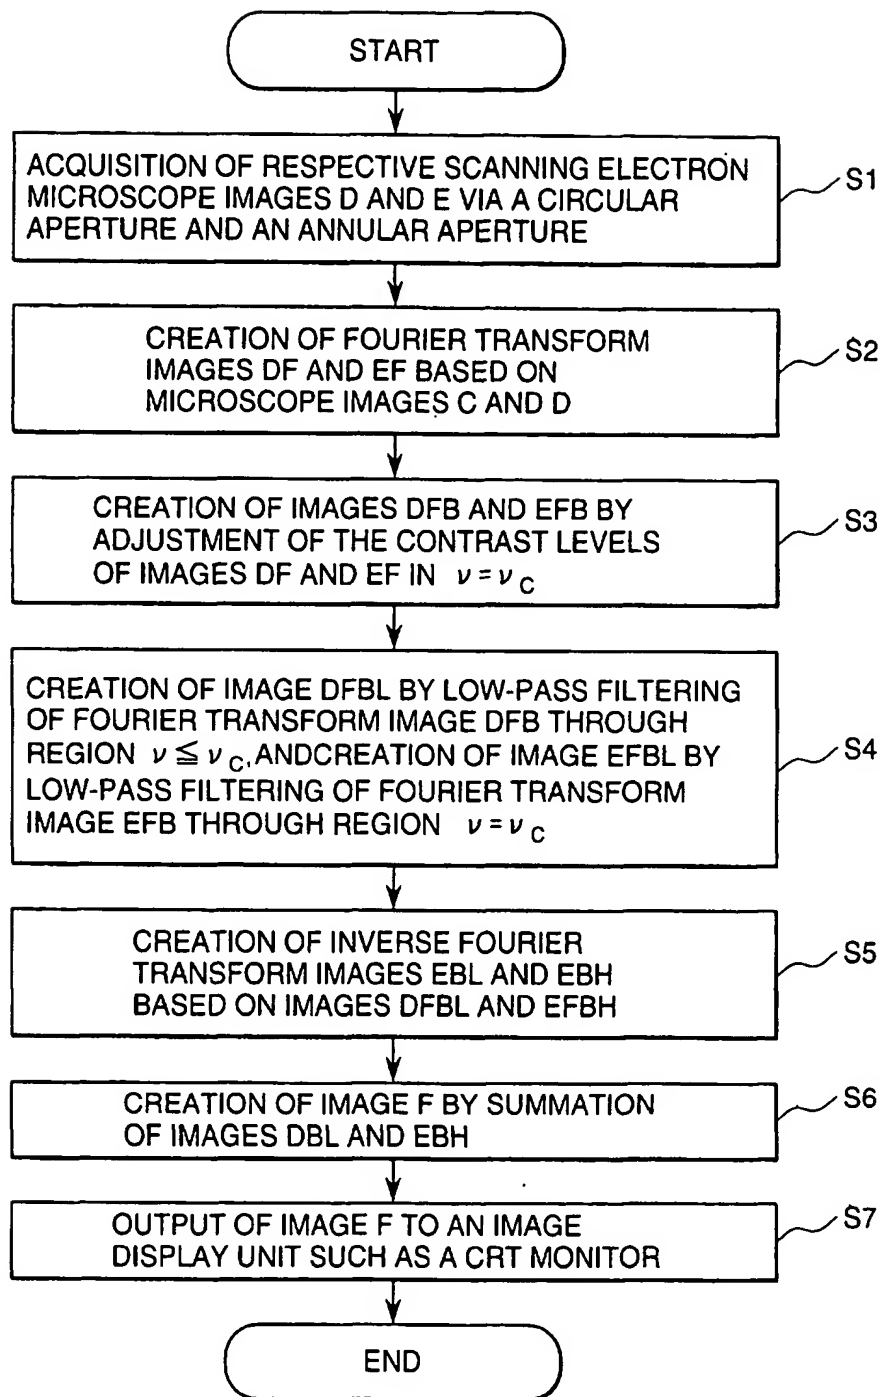 START
ACQUISITION OF RESPECTIVE SCANNING ELECTRON
MICROSCOPE IMAGES D AND E VIA A CIRCULAR
APERTURE AND AN ANNULAR APERTURE
S1
CREATION OF FOURIER TRANSFORM
IMAGES DF AND EF BASED ON
MICROSCOPE IMAGES C AND D
S2
CREATION OF IMAGES DFB AND EFB BY
ADJUSTMENT OF THE CONTRAST LEVELS
OF IMAGES DF AND EF IN ν = νC
S3
CREATION OF IMAGE DFBL BY LOW-PASS FILTERING
OF FOURIER TRANSFORM IMAGE DFB THROUGH
REGION ν ≦ νC, ANDCREATION OF IMAGE EFBL BY
LOW-PASS FILTERING OF FOURIER TRANSFORM
IMAGE EFB THROUGH REGION ν = νC
S4
CREATION OF INVERSE FOURIER
TRANSFORM IMAGES EBL AND EBH
BASED ON IMAGES DFBL AND EFBH
S5
CREATION OF IMAGE F BY SUMMATION
OF IMAGES DBL AND EBH
S6
OUTPUT OF IMAGE F TO AN IMAGE
DISPLAY UNIT SUCH AS A CRT MONITOR
S7
END